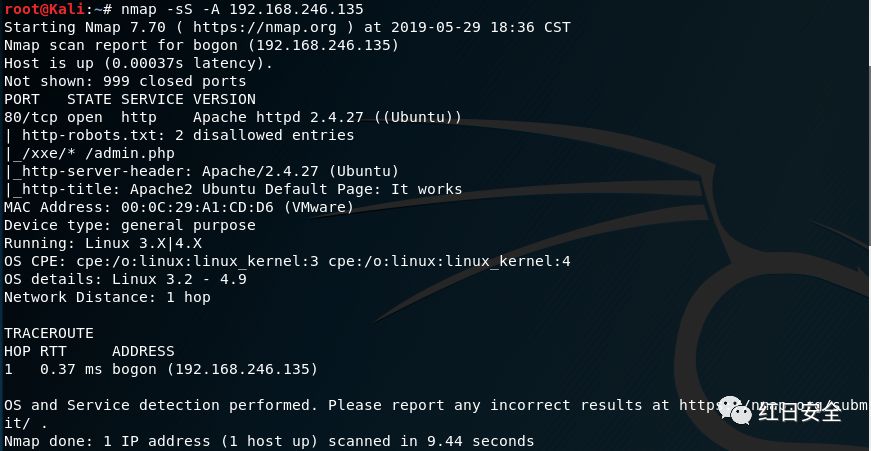 root@Kali:~# nmap -sS -A 192.168.246.135
Starting Nmap 7.70 ( https://nmap.org ) at 2019-05-29 18:36 CST
Nmap scan report for bogon (192.168.246.135)
Host is up (0.00037s latency).
Not shown: 999 closed ports
PORT   STATE SERVICE VERSION
80/tcp open  http    Apache httpd 2.4.27 ((Ubuntu))
| http-robots.txt: 2 disallowed entries
|_/xxe/* /admin.php
|_http-server-header: Apache/2.4.27 (Ubuntu)
|_http-title: Apache2 Ubuntu Default Page: It works
MAC Address: 00:0C:29:A1:CD:D6 (VMware)
Device type: general purpose
Running: Linux 3.X|4.X
OS CPE: cpe:/o:linux:linux_kernel:3 cpe:/o:linux:linux_kernel:4
OS details: Linux 3.2 - 4.9
Network Distance: 1 hop
TRACEROUTE
HOP RTT     ADDRESS
1   0.37 ms bogon (192.168.246.135)
OS and Service detection performed. Please report any incorrect results at https://nmap.org/subm
it/ .
Nmap done: 1 IP address (1 host up) scanned in 9.44 seconds
红日安全